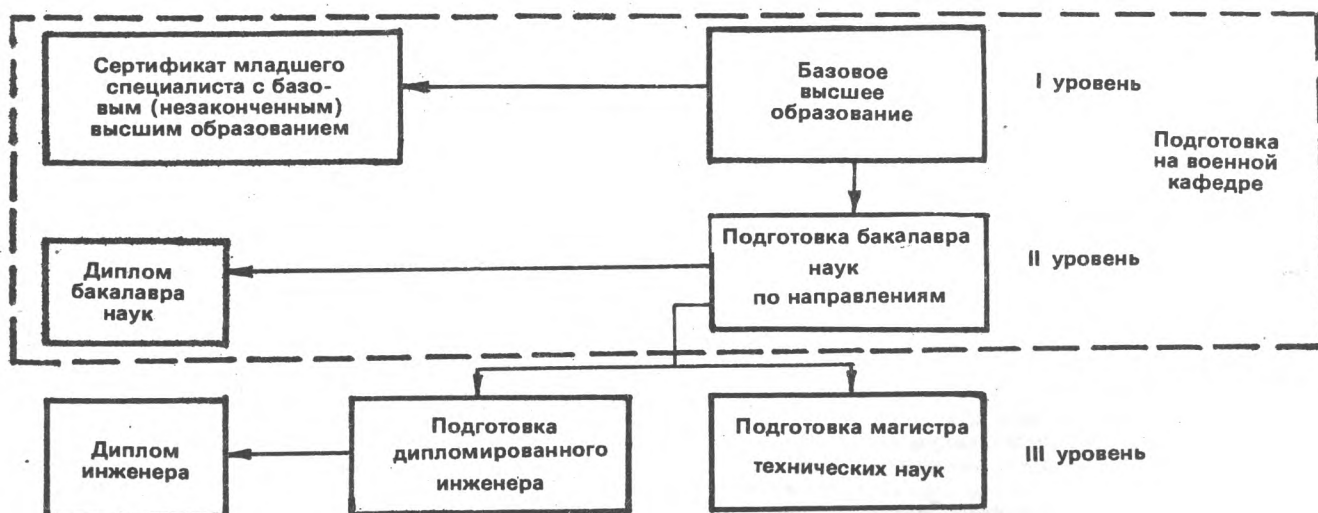 Сертификат младшего
специалиста с базо-
вым (незаконченным)
высшим образованием
Базовое
высшее
образование
I уровень
Подготовка
на военной
кафедре
Диплом
бакалавра
наук
Подготовка бакалавра
наук
по направлениям
II уровень
Диплом
инженера
Подготовка
дипломированного
инженера
Подготовка магистра
технических наук
III уровень